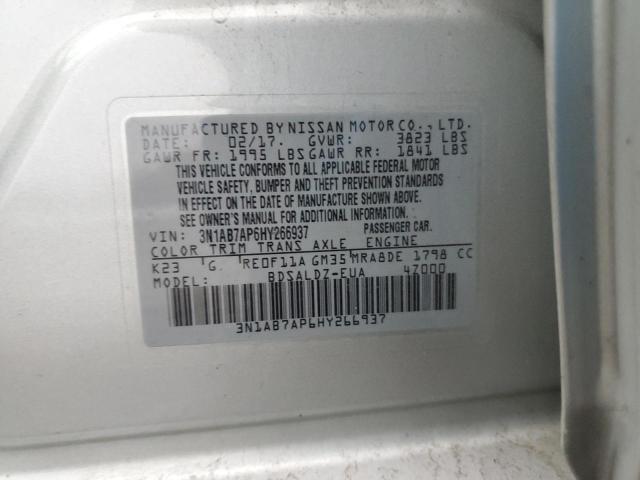 MANUFACTURED BY NISSAN MOTOR CO., LTD.
DATE: 02/17. GVWR: 3823 LBS
GAWR FR: 1995 LBS GAWR RR: 1841 LBS
THIS VEHICLE CONFORMS TO ALL APPLICABLE FEDERAL MOTOR
VEHICLE SAFETY, BUMPER AND THEFT PREVENTION STANDARDS
IN EFFECT ON THE DATE OF MANUFACTURE SHOWN ABOVE.
SEE OWNER'S MANUAL FOR ADDITIONAL INFORMATION.
VIN: 3N1AB7AP6HY266937 PASSENGER CAR.
COLOR TRIM TRANS AXLE ENGINE
K23 G. RE0F11A GM35 MRA8DE 1798 CC
MODEL: BDSALDZ-EUA 47000
3N1AB7AP6HY266937